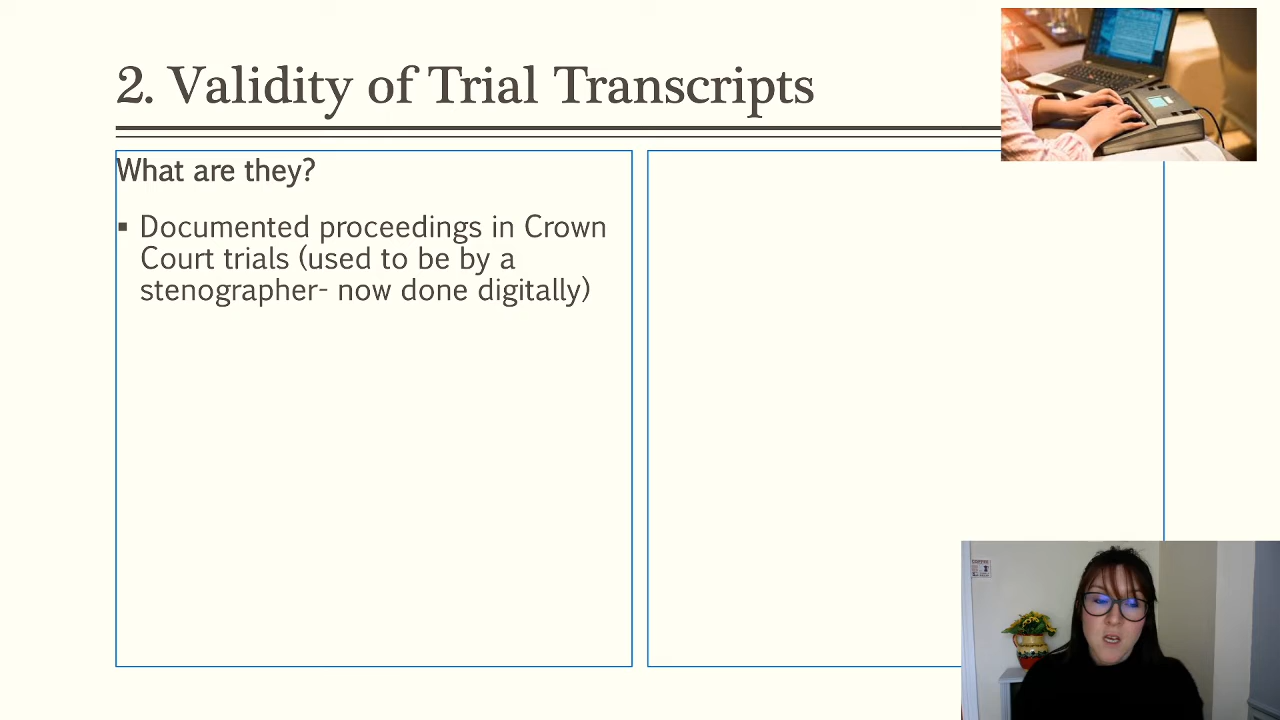 2. Validity of Trial Transcripts
What are they?
▪ Documented proceedings in Crown
Court trials (used to be by a
stenographer- now done digitally)